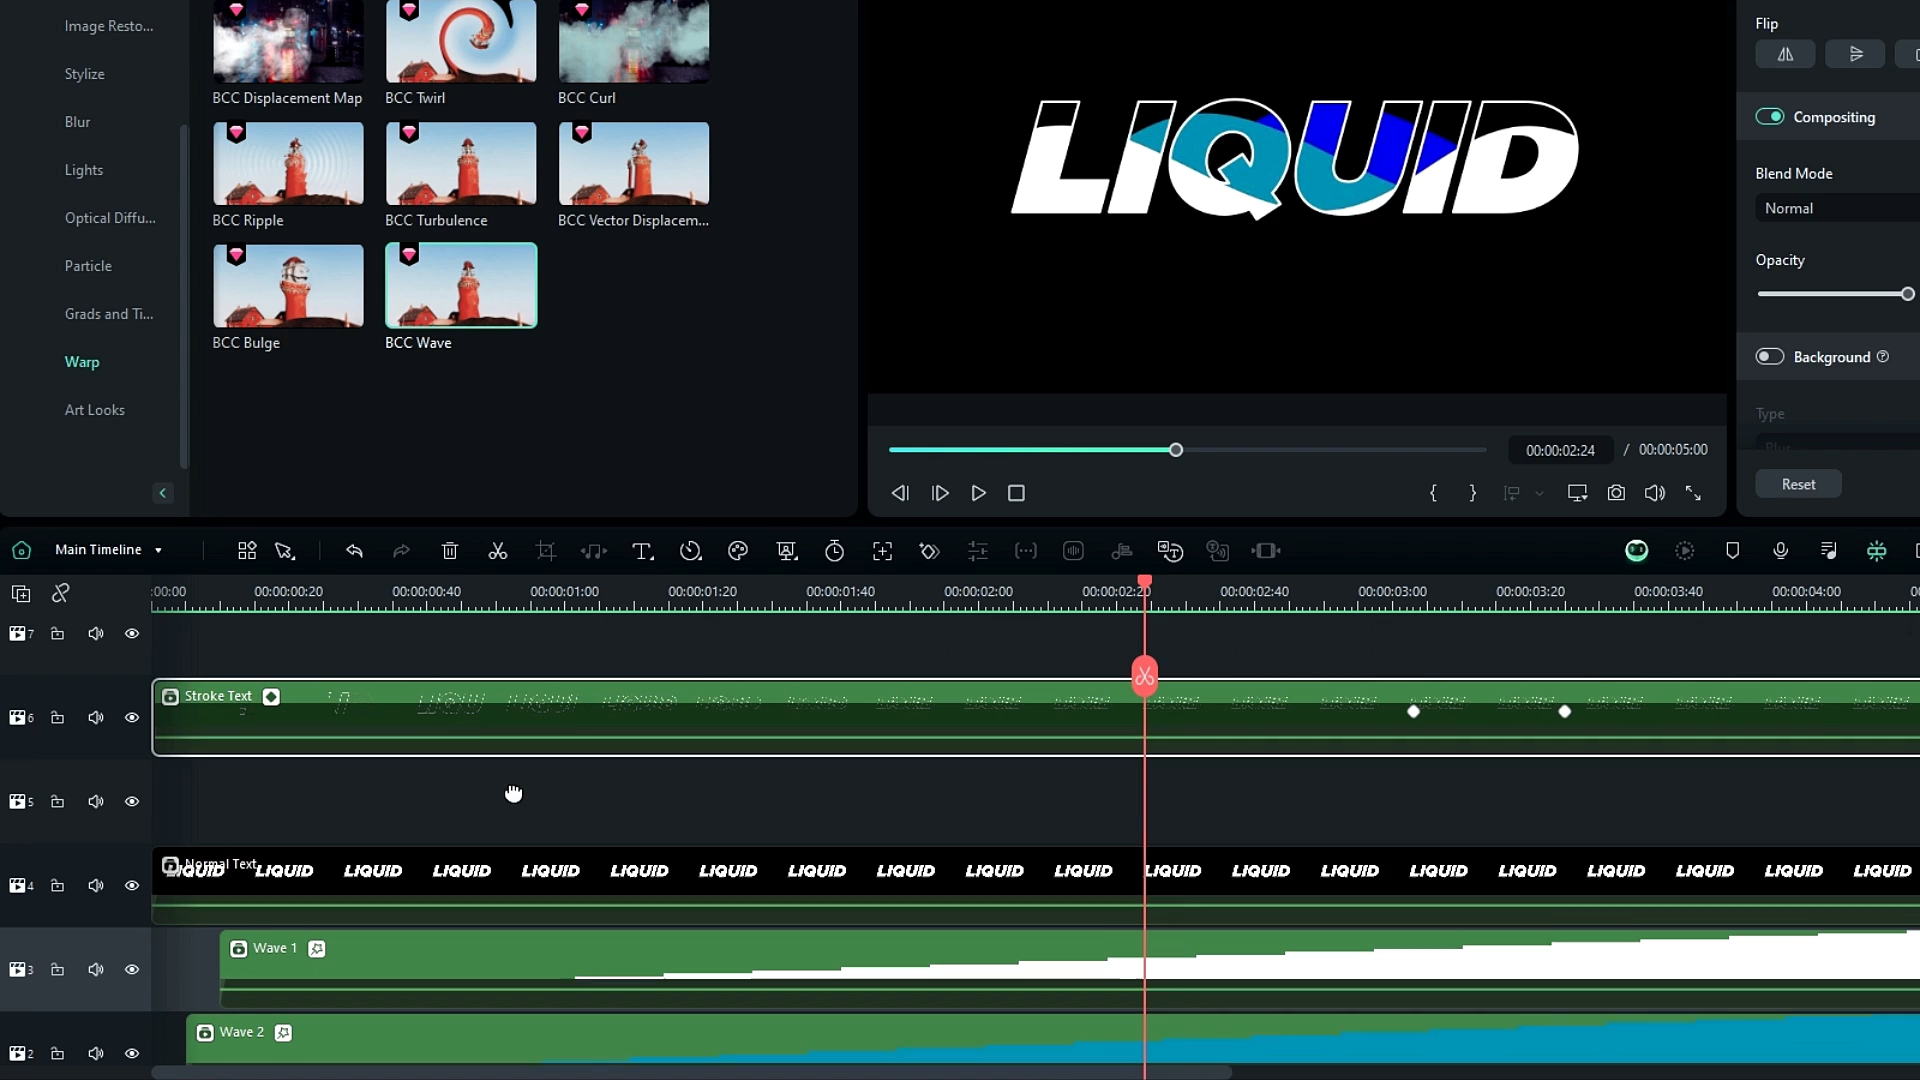 Image Resto...
Stylize
Blur
Lights
Optical Diffu...
Particle
Grads and Ti...
Warp
Art Looks
BCC Displacement Map
BCC Twirl
BCC Curl
BCC Ripple
BCC Turbulence
BCC Vector Displacem...
BCC Bulge
BCC Wave
LIQUID
00:00:02:24 / 00:00:05:00
Flip
Compositing
Blend Mode
Normal
Opacity
Background
Type
Blur
Reset
Main Timeline
:00:00 00:00:00:20 00:00:00:40 00:00:01:00 00:00:01:20 00:00:01:40 00:00:02:00 00:00:02:20 00:00:02:40 00:00:03:00 00:00:03:20 00:00:03:40 00:00:04:00
7
6 Stroke Text
5
4 Normal Text
LIQUID LIQUID LIQUID LIQUID LIQUID LIQUID LIQUID LIQUID LIQUID LIQUID LIQUID LIQUID LIQUID LIQUID LIQUID LIQUID LIQUID LIQUID LIQUID LIQUID
3 Wave 1
2 Wave 2